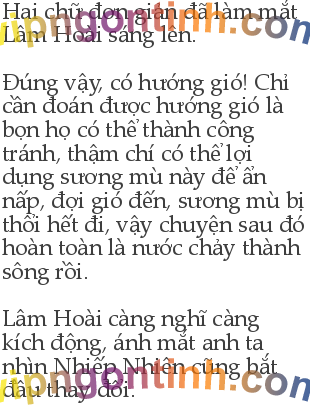 Hai chữ đơn giản đã làm mắt
Lâm Hoài sáng lên.
Đúng vậy, có hướng gió! Chỉ
cần đoán được hướng gió là
bọn họ có thể thành công
tránh, thậm chí có thể lợi
dụng sương mù này để ẩn
nấp, đợi gió đến, sương mù bị
thổi hết đi, vậy chuyện sau đó
hoàn toàn là nước chảy thành
sông rồi.
Lâm Hoài càng nghĩ càng
kích động, ánh mắt anh ta
nhìn Nhiếp Nhiên cũng bắt
đầu thay đổi.
vipngontinh.com
vipngontinh.com